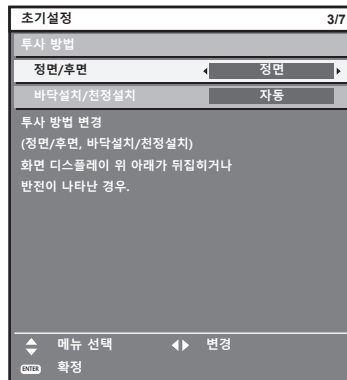 초기설정 3/7
투사 방법
정면/후면 정면
바닥설치/천정설치 자동
투사 방법 변경
(정면/후면, 바닥설치/천정설치)
화면 디스플레이 위 아래가 뒤집히거나
반전이 나타난 경우.
메뉴 선택 변경
ENTER 확정